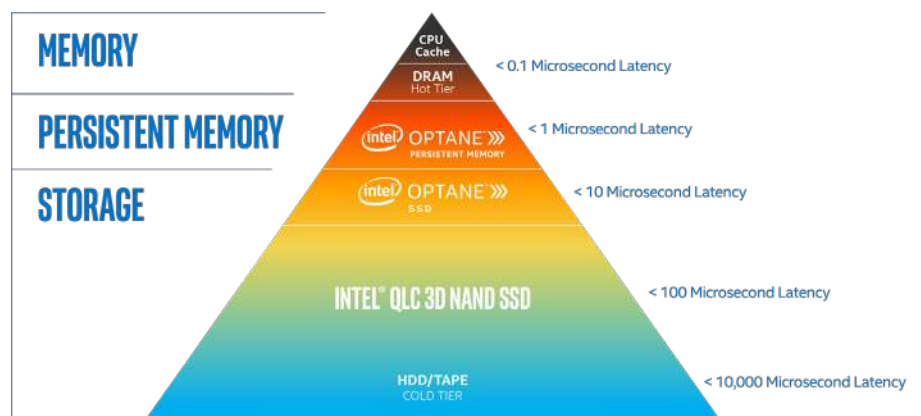 MEMORY
PERSISTENT MEMORY
STORAGE
CPU
Cache
DRAM
Hot Tier
< 0.1 Microsecond Latency
intel OPTANE™
PERSISTENT MEMORY
< 1 Microsecond Latency
intel OPTANE™
SSD
< 10 Microsecond Latency
INTEL® QLC 3D NAND SSD
< 100 Microsecond Latency
HDD/TAPE
COLD TIER
< 10,000 Microsecond Latency